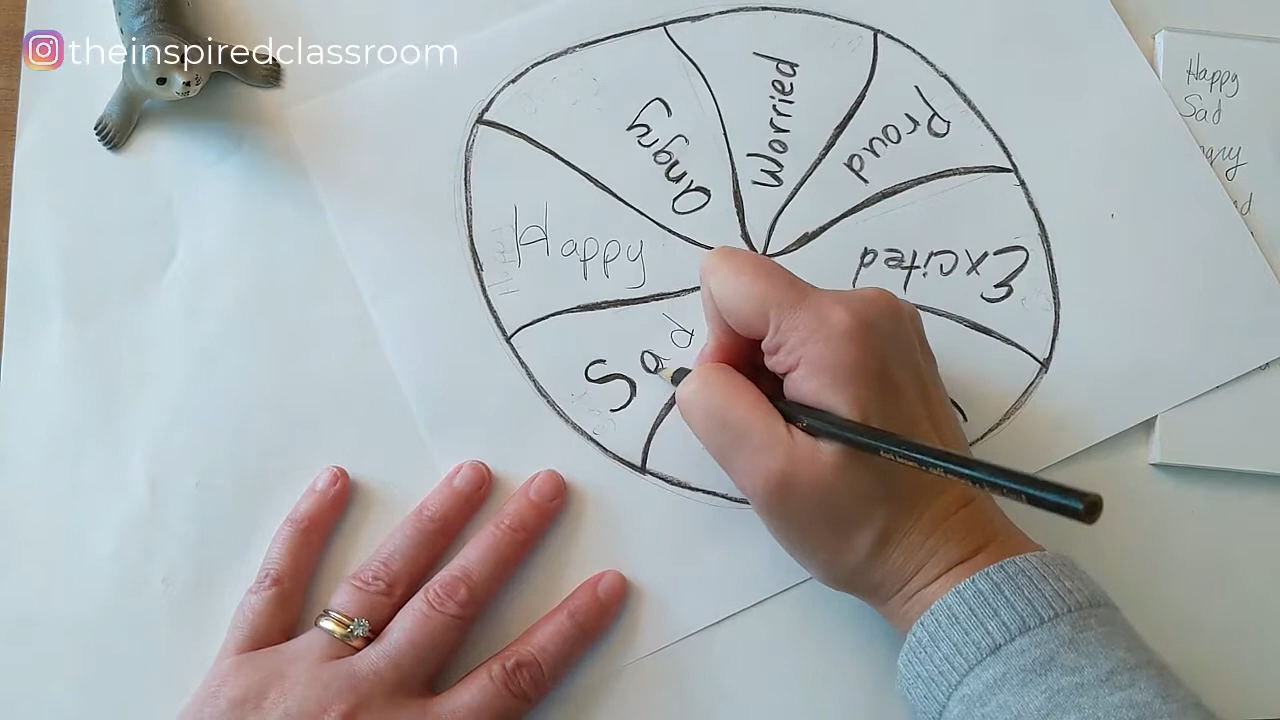 theinspiredclassroom
Worried
Proud
angry
Excited
Happy
Sad
Happy
Sad